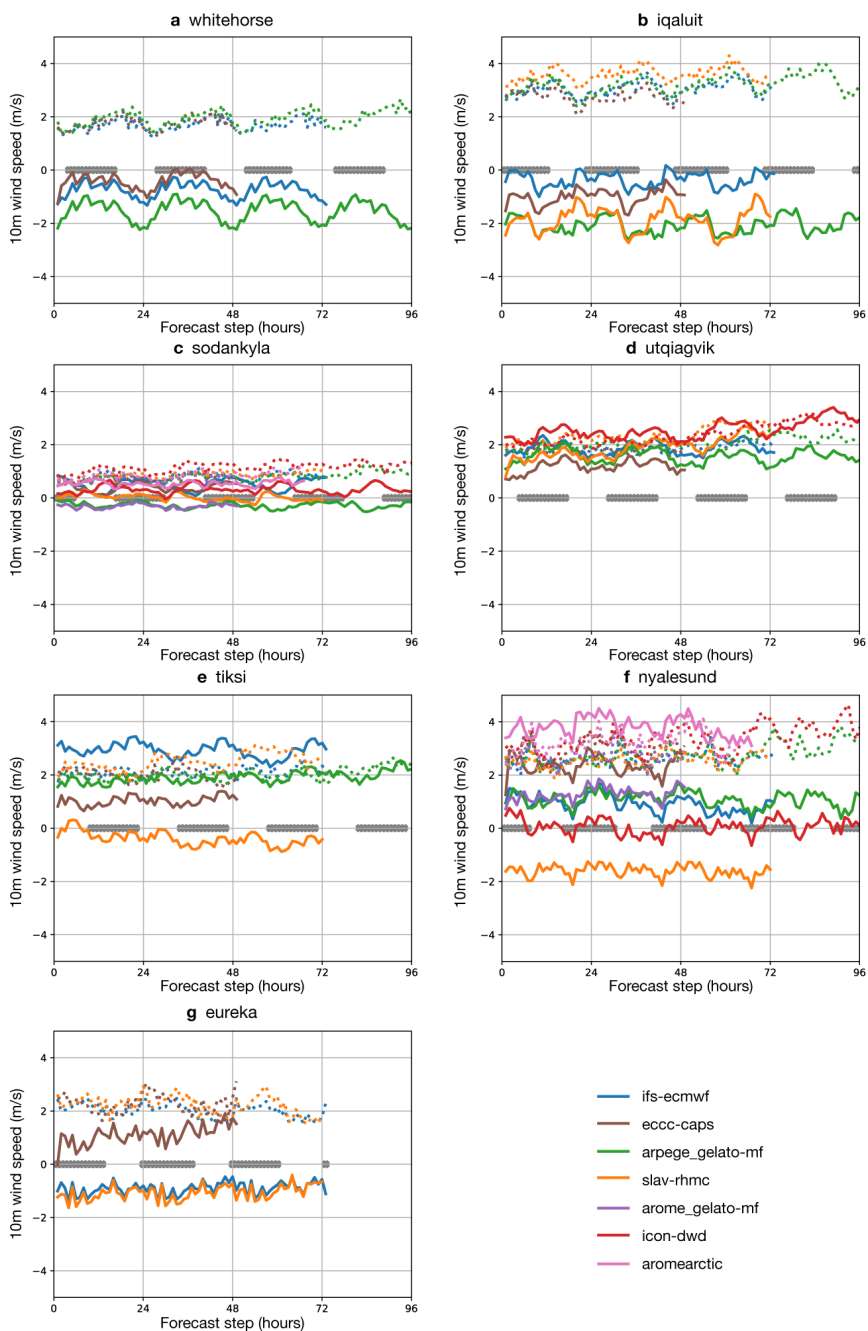 a whitehorse
10m wind speed (m/s)
4
2
0
−2
−4
0 24 48 72 96
Forecast step (hours)
b iqaluit
10m wind speed (m/s)
4
2
0
−2
−4
0 24 48 72 96
Forecast step (hours)
c sodankyla
10m wind speed (m/s)
4
2
0
−2
−4
0 24 48 72 96
Forecast step (hours)
d utqiagvik
10m wind speed (m/s)
4
2
0
−2
−4
0 24 48 72 96
Forecast step (hours)
e tiksi
10m wind speed (m/s)
4
2
0
−2
−4
0 24 48 72 96
Forecast step (hours)
f nyalesund
10m wind speed (m/s)
4
2
0
−2
−4
0 24 48 72 96
Forecast step (hours)
g eureka
10m wind speed (m/s)
4
2
0
−2
−4
0 24 48 72 96
Forecast step (hours)
ifs-ecmwf
eccc-caps
arpege_gelato-mf
slav-rhmc
arome_gelato-mf
icon-dwd
aromearctic